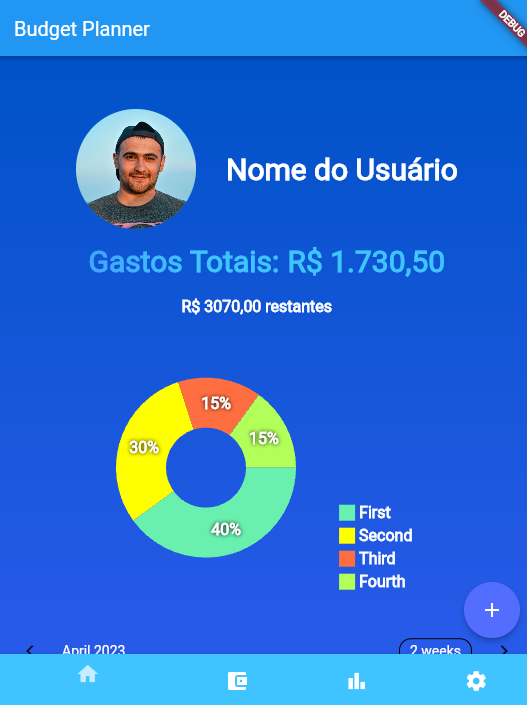 Budget Planner
DEBUG
Nome do Usuário
Gastos Totais: R$ 1.730,50
R$ 3070,00 restantes
15%
15%
30%
40%
First
Second
Third
Fourth
April 2023
2 weeks